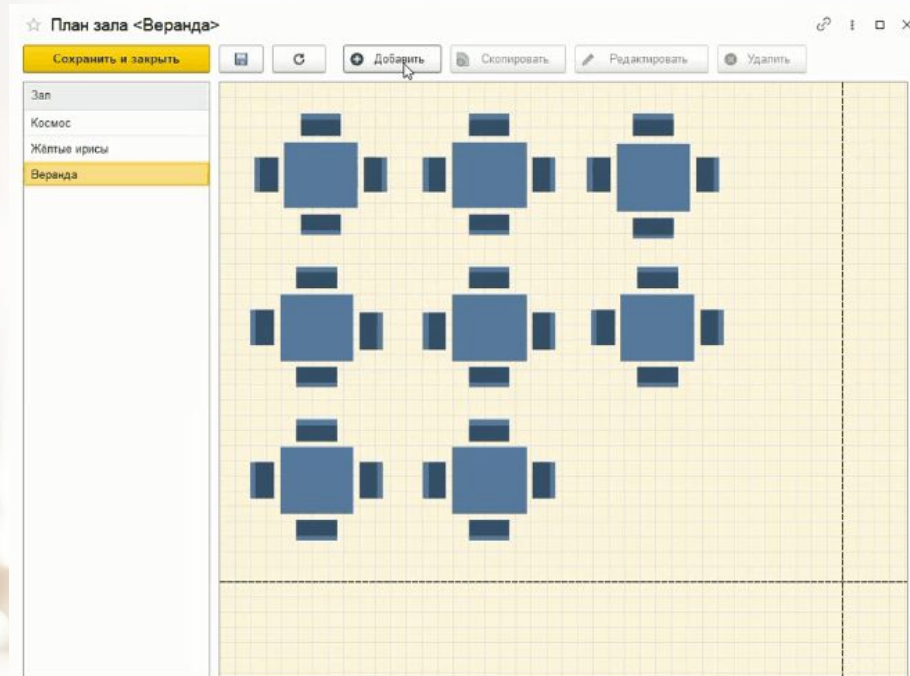 План зала <Веранда>
Сохранить и закрыть
Добавить
Скопировать
Редактировать
Удалить
Зал
Космос
Жёлтые ирисы
Веранда